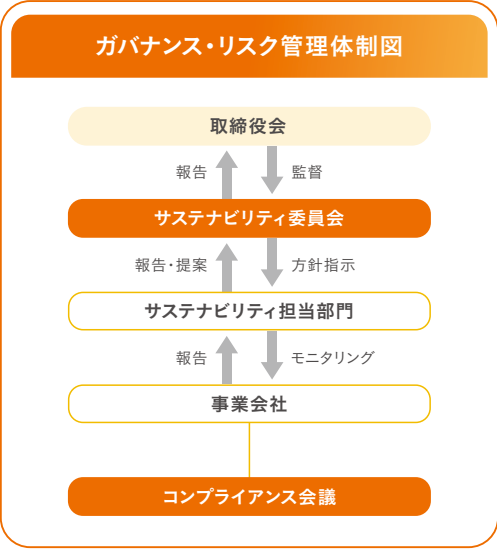 ガバナンス・リスク管理体制図
取締役会
報告
監督
サステナビリティ委員会
報告・提案
方針指示
サステナビリティ担当部門
報告
モニタリング
事業会社
コンプライアンス会議